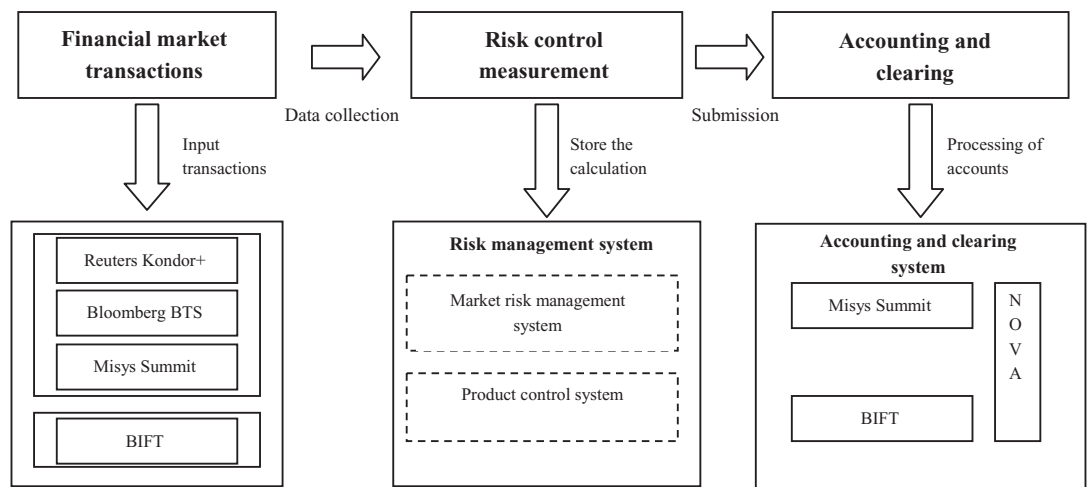 Financial market
transactions
Risk control
measurement
Accounting and
clearing
Data collection
Submission
Input
transactions
Store the
calculation
Processing of
accounts
Reuters Kondor+
Bloomberg BTS
Misys Summit
BIFT
Risk management system
Market risk management
system
Product control system
Accounting and clearing
system
Misys Summit
BIFT
N
O
V
A